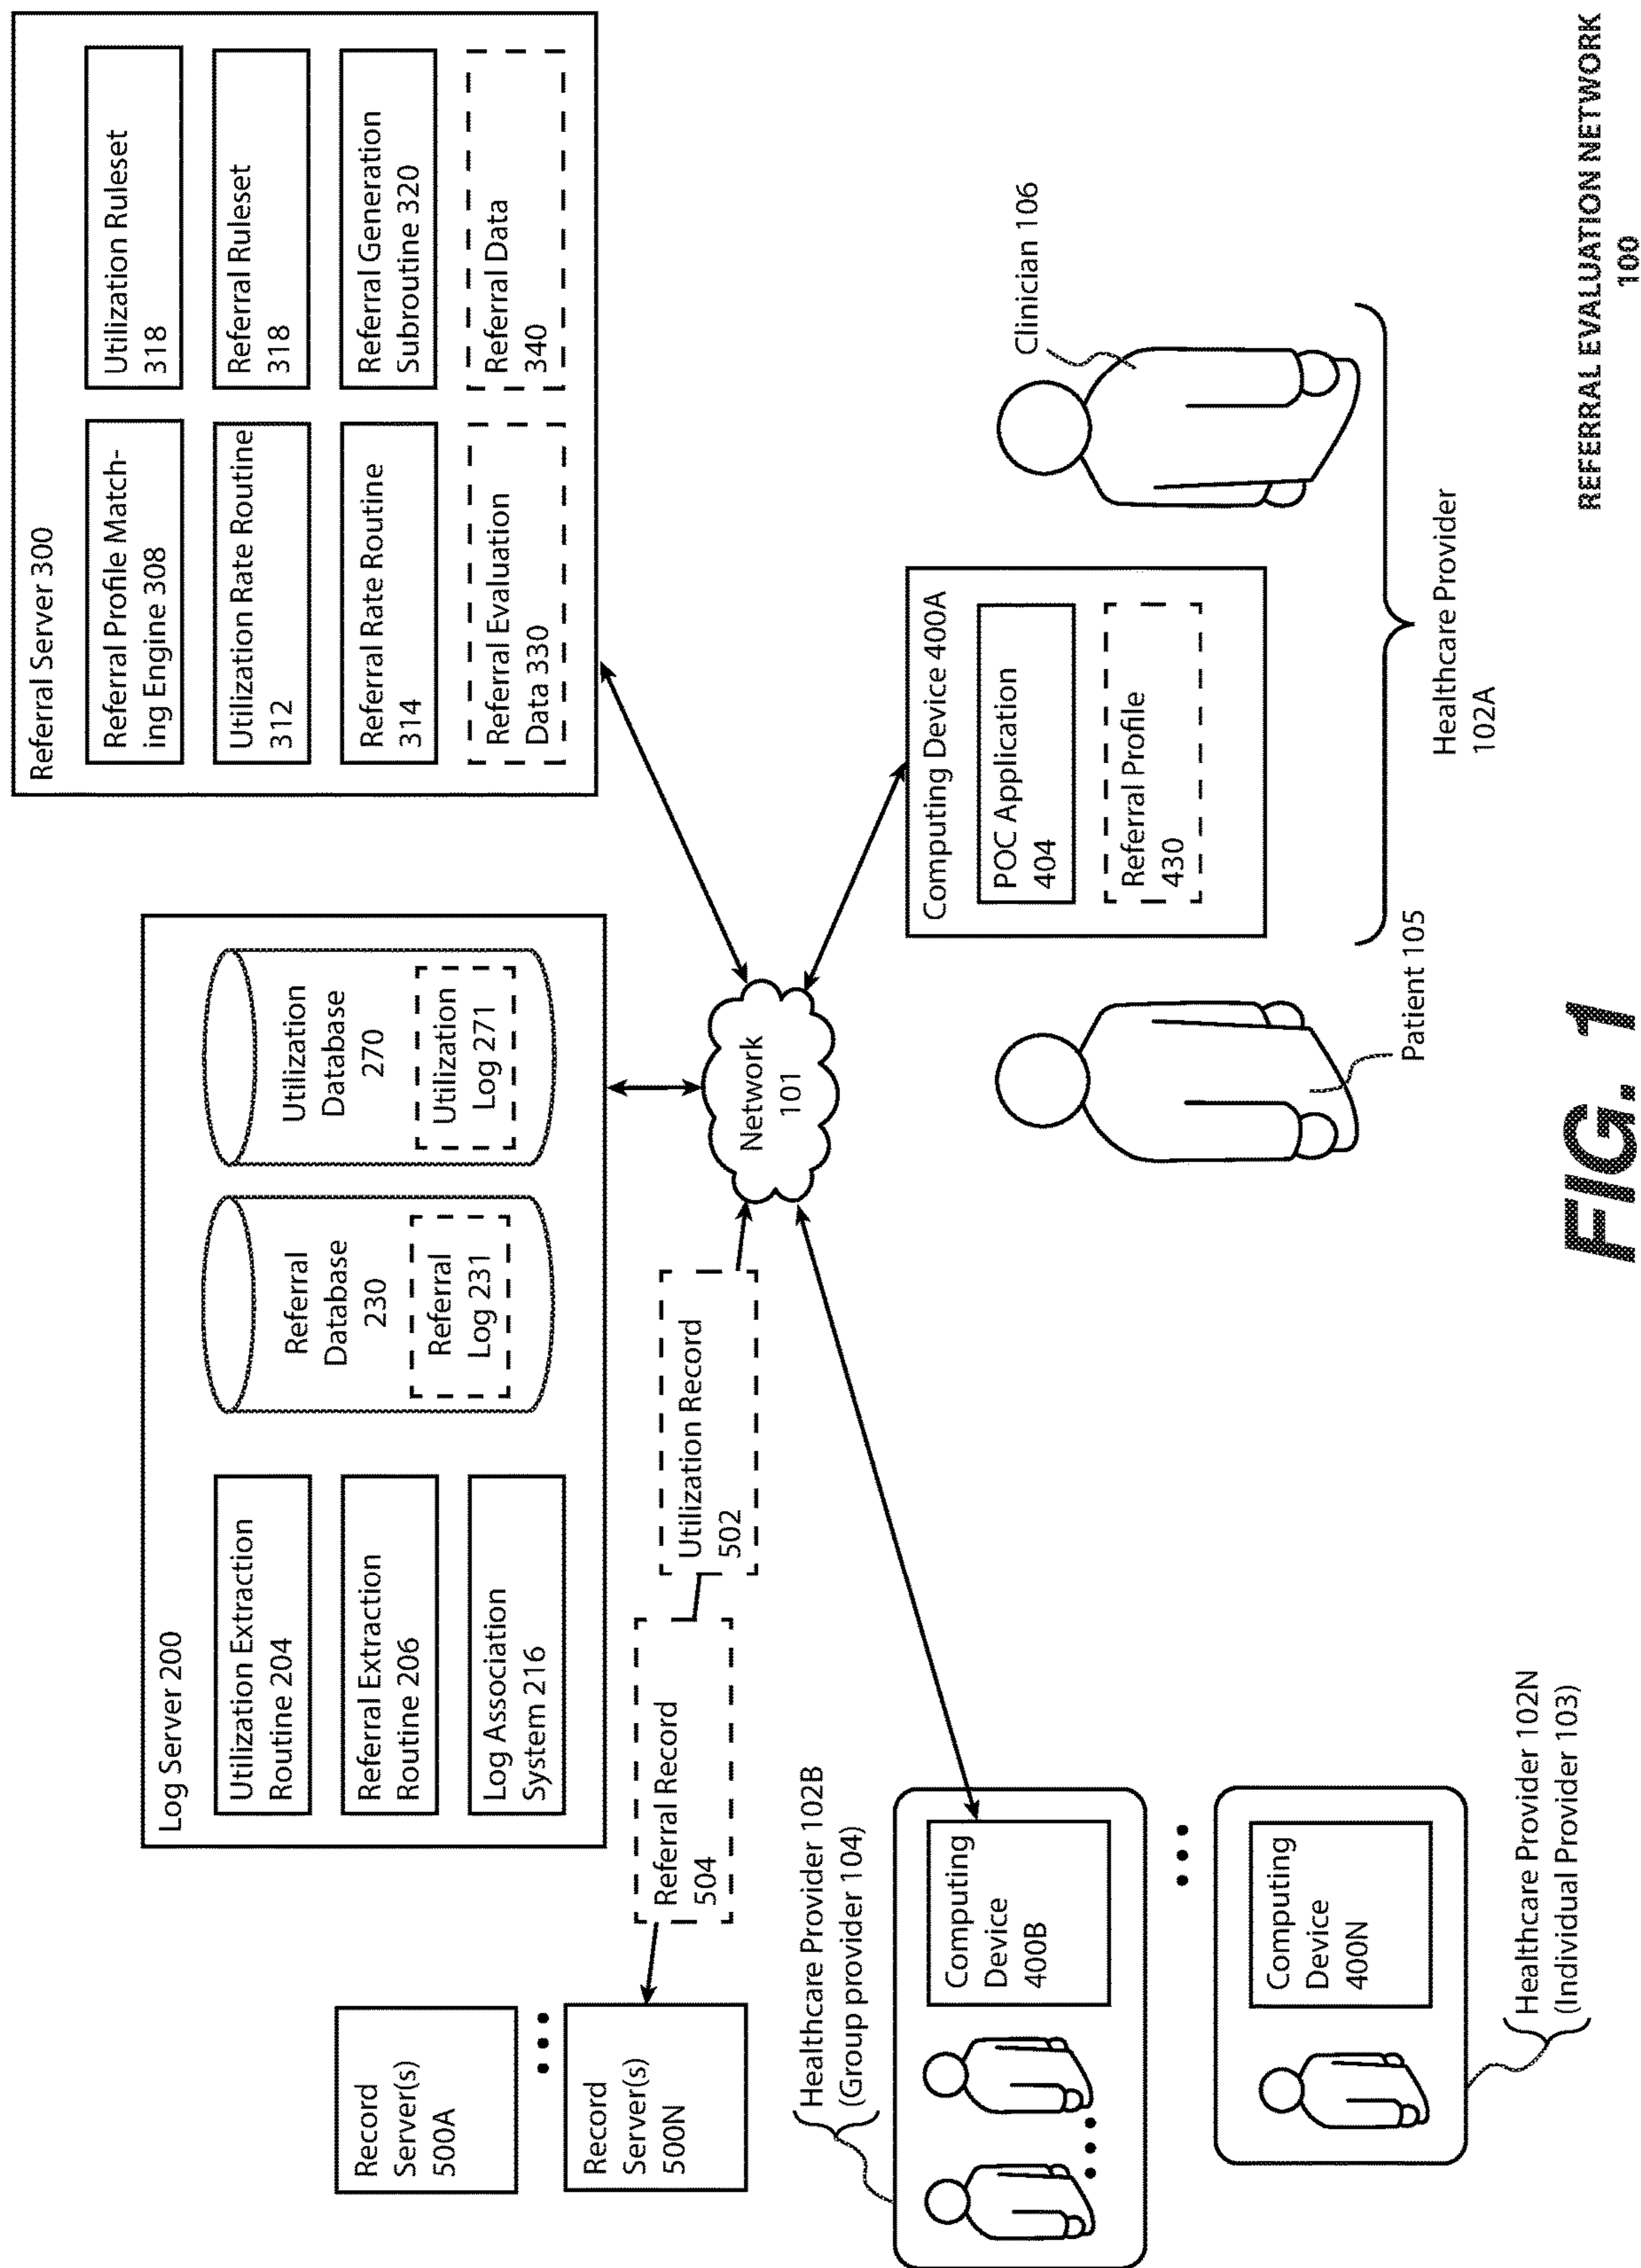 Record
Server(s)
500A
Record
Server(s)
500N
Log Server 200
Utilization Extraction
Routine 204
Referral Extraction
Routine 206
Log Association
System 216
Referral
Database
230
Referral
Log 231
Utilization
Database
270
Utilization
Log 271
Referral Server 300
Referral Profile Match-
ing Engine 308
Utilization Rate Routine
312
Referral Rate Routine
314
Referral Evaluation
Data 330
Utilization Ruleset
318
Referral Ruleset
318
Referral Generation
Subroutine 320
Referral Data
340
Referral Record
504
Utilization Record
502
Network
101
Healthcare Provider 102B
(Group provider 104)
Computing
Device
400B
Computing
Device
400N
Healthcare Provider 102N
(Individual Provider 103)
Patient 105
Computing Device 400A
POC Application
404
Referral Profile
430
Clinician 106
Healthcare Provider
102A
FIG. 1
REFERRAL EVALUATION NETWORK
100